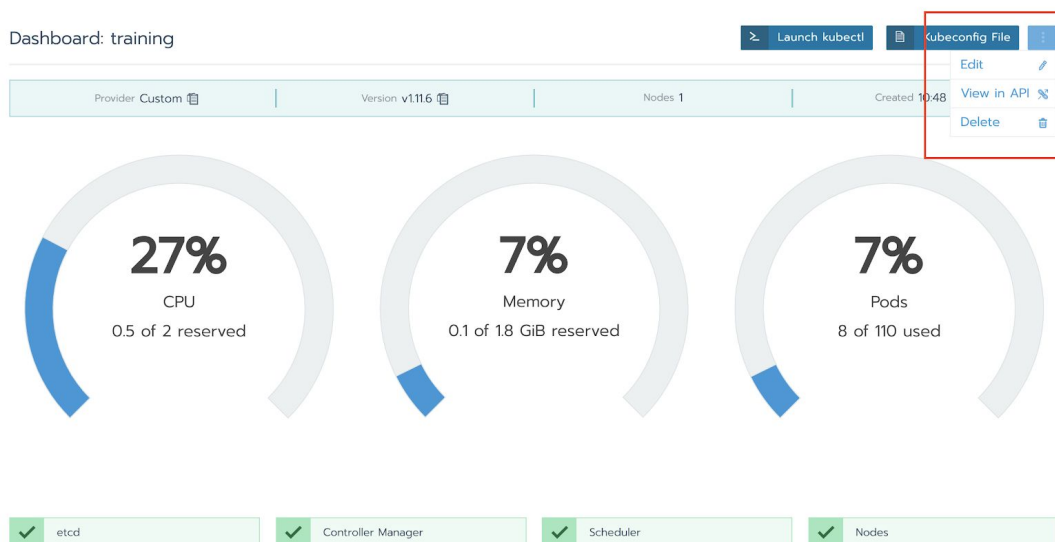 Dashboard: training
Launch kubectl
Kubeconfig File
Edit
View in API
Delete
Provider Custom
Version v1.11.6
Nodes 1
Created 10:48
27%
CPU
0.5 of 2 reserved
7%
Memory
0.1 of 1.8 GiB reserved
7%
Pods
8 of 110 used
etcd
Controller Manager
Scheduler
Nodes